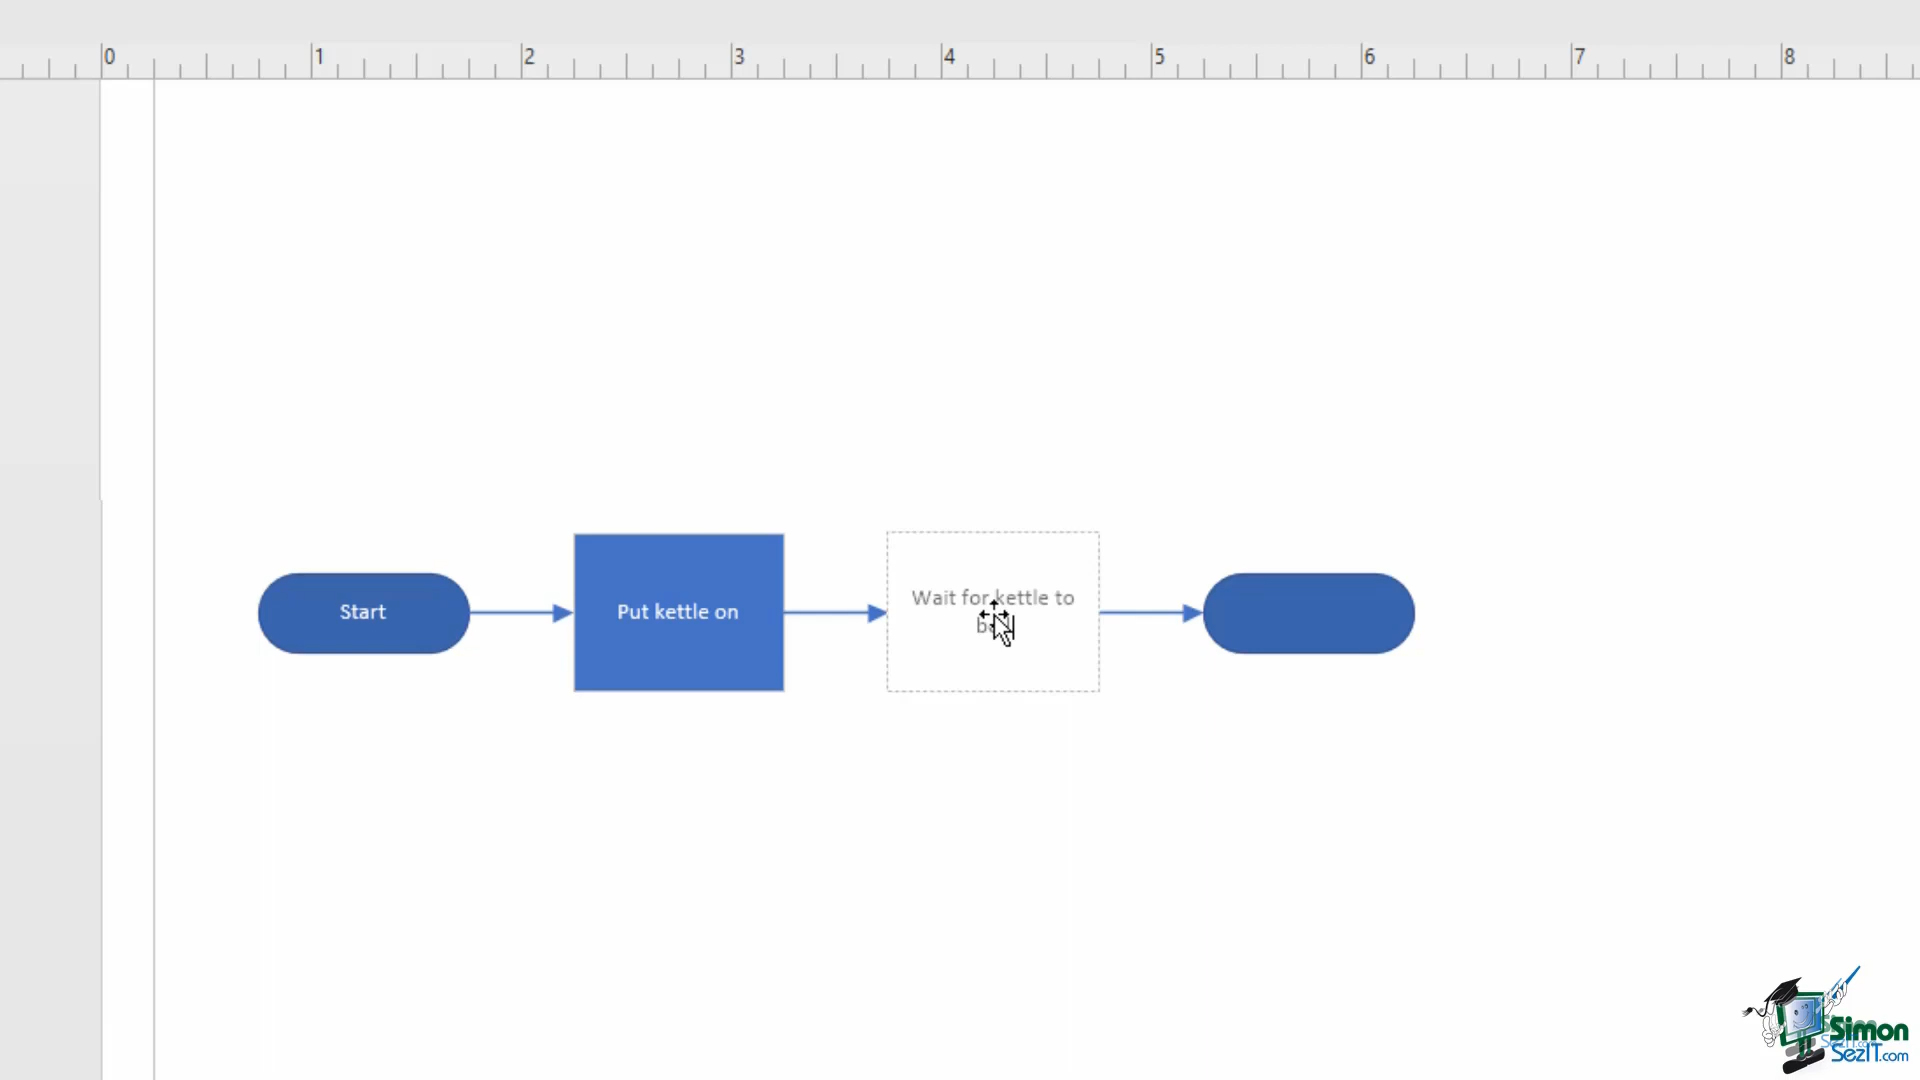 0 1 2 3 4 5 6 7 8
Start
Put kettle on
Wait for kettle to
Simon
SezIT.com